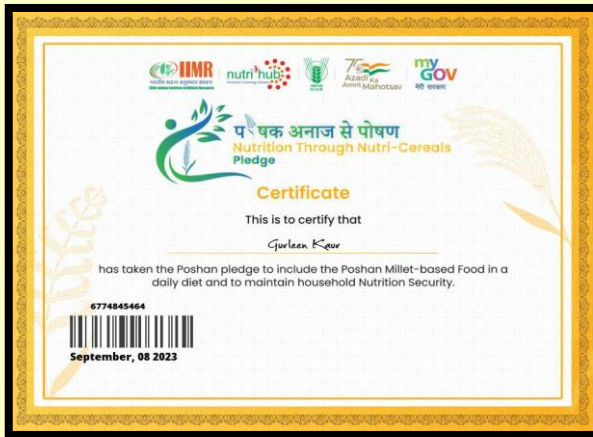 IIMR
nutri hub
75
Azadi Ka
Amrit Mahotsav
my
GOV
मेरी सरकार
पोषक अनाज से पोषण
Nutrition Through Nutri-Cereals
Pledge
Certificate
This is to certify that
Gurleen Kaur
has taken the Poshan pledge to include the Poshan Millet-based Food in a
daily diet and to maintain household Nutrition Security.
6774845464
September, 08 2023